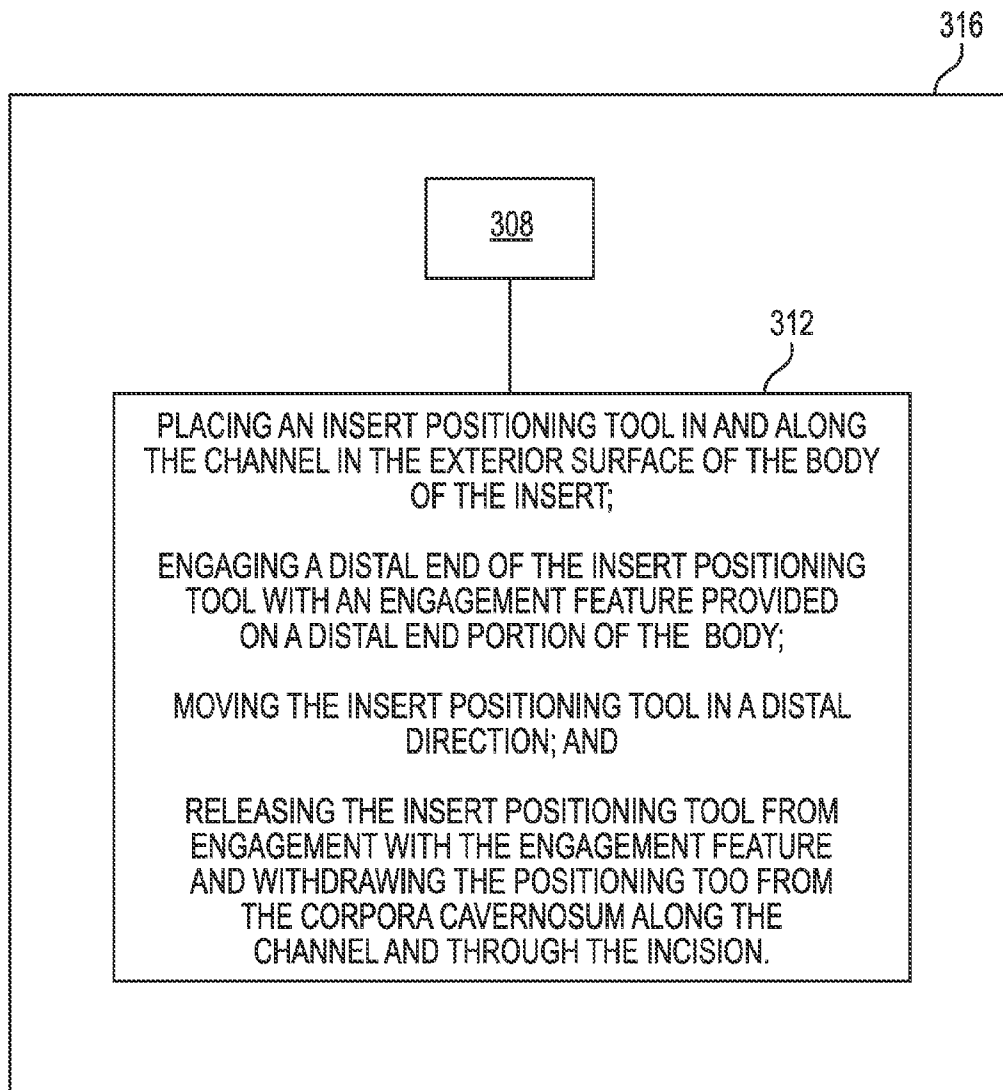 316
308
312
PLACING AN INSERT POSITIONING TOOL IN AND ALONG
THE CHANNEL IN THE EXTERIOR SURFACE OF THE BODY
OF THE INSERT;
ENGAGING A DISTAL END OF THE INSERT POSITIONING
TOOL WITH AN ENGAGEMENT FEATURE PROVIDED
ON A DISTAL END PORTION OF THE BODY;
MOVING THE INSERT POSITIONING TOOL IN A DISTAL
DIRECTION; AND
RELEASING THE INSERT POSITIONING TOOL FROM
ENGAGEMENT WITH THE ENGAGEMENT FEATURE
AND WITHDRAWING THE POSITIONING TOO FROM
THE CORPORA CAVERNOSUM ALONG THE
CHANNEL AND THROUGH THE INCISION.